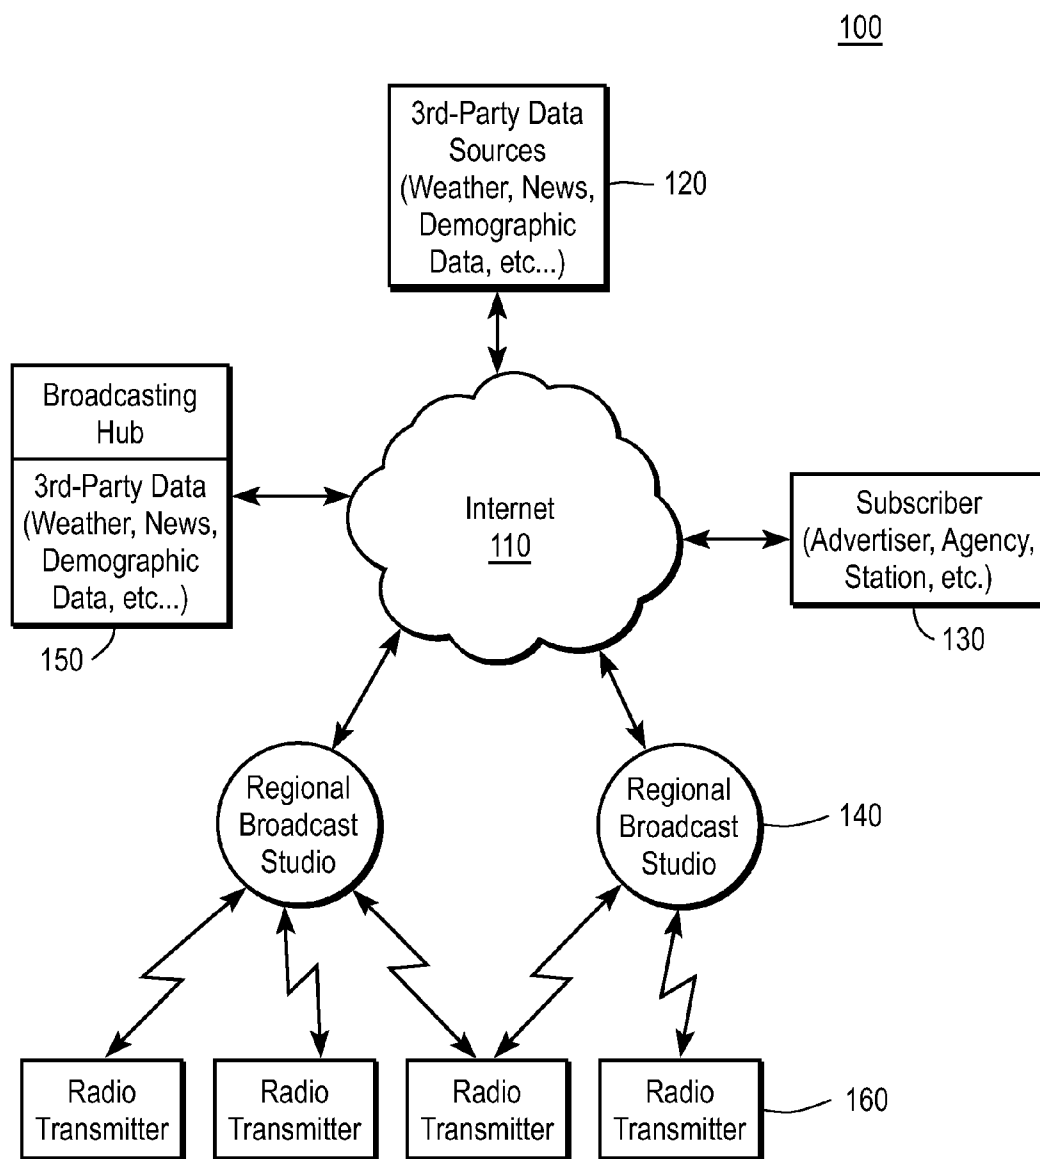 100
3rd-Party Data
Sources
(Weather, News,
Demographic
Data, etc...)
120
Broadcasting
Hub
3rd-Party Data
(Weather, News,
Demographic
Data, etc...)
150
Internet
110
Subscriber
(Advertiser, Agency,
Station, etc.)
130
Regional
Broadcast
Studio
Regional
Broadcast
Studio
140
Radio
Transmitter
Radio
Transmitter
Radio
Transmitter
Radio
Transmitter
160